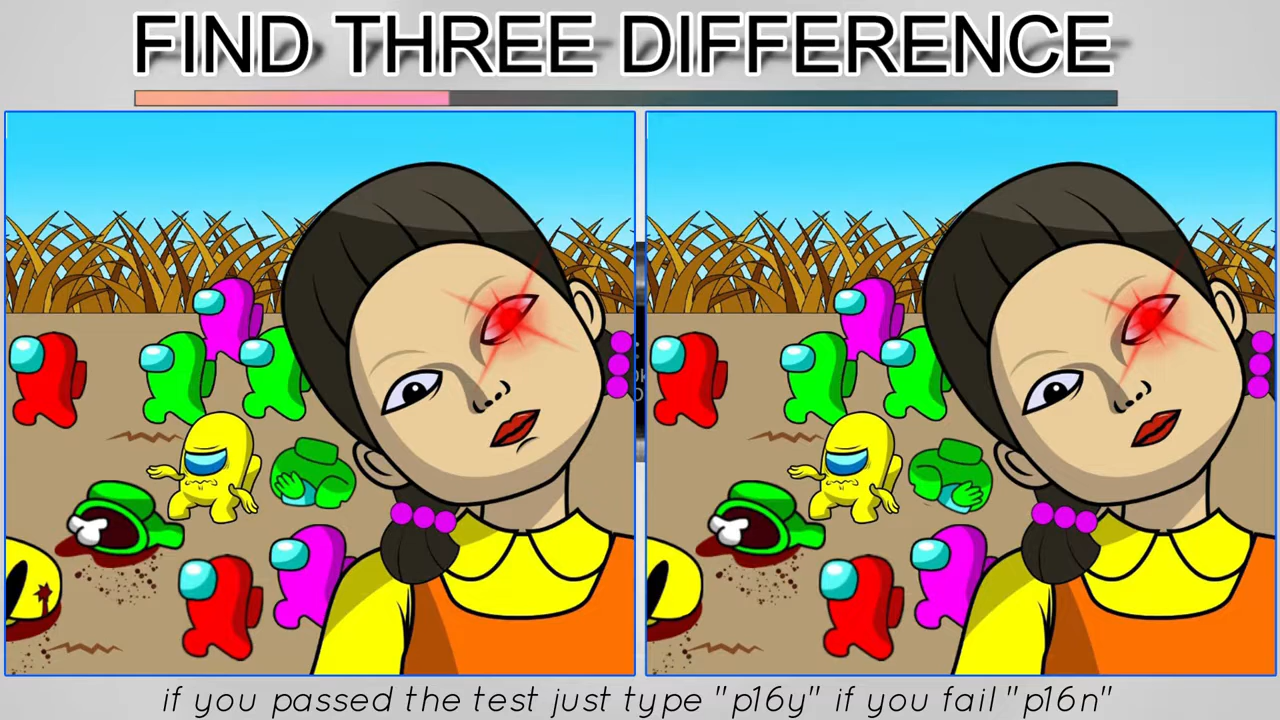 FIND THREE DIFFERENCE
if you passed the test just type "p16y" if you fail "p16n"